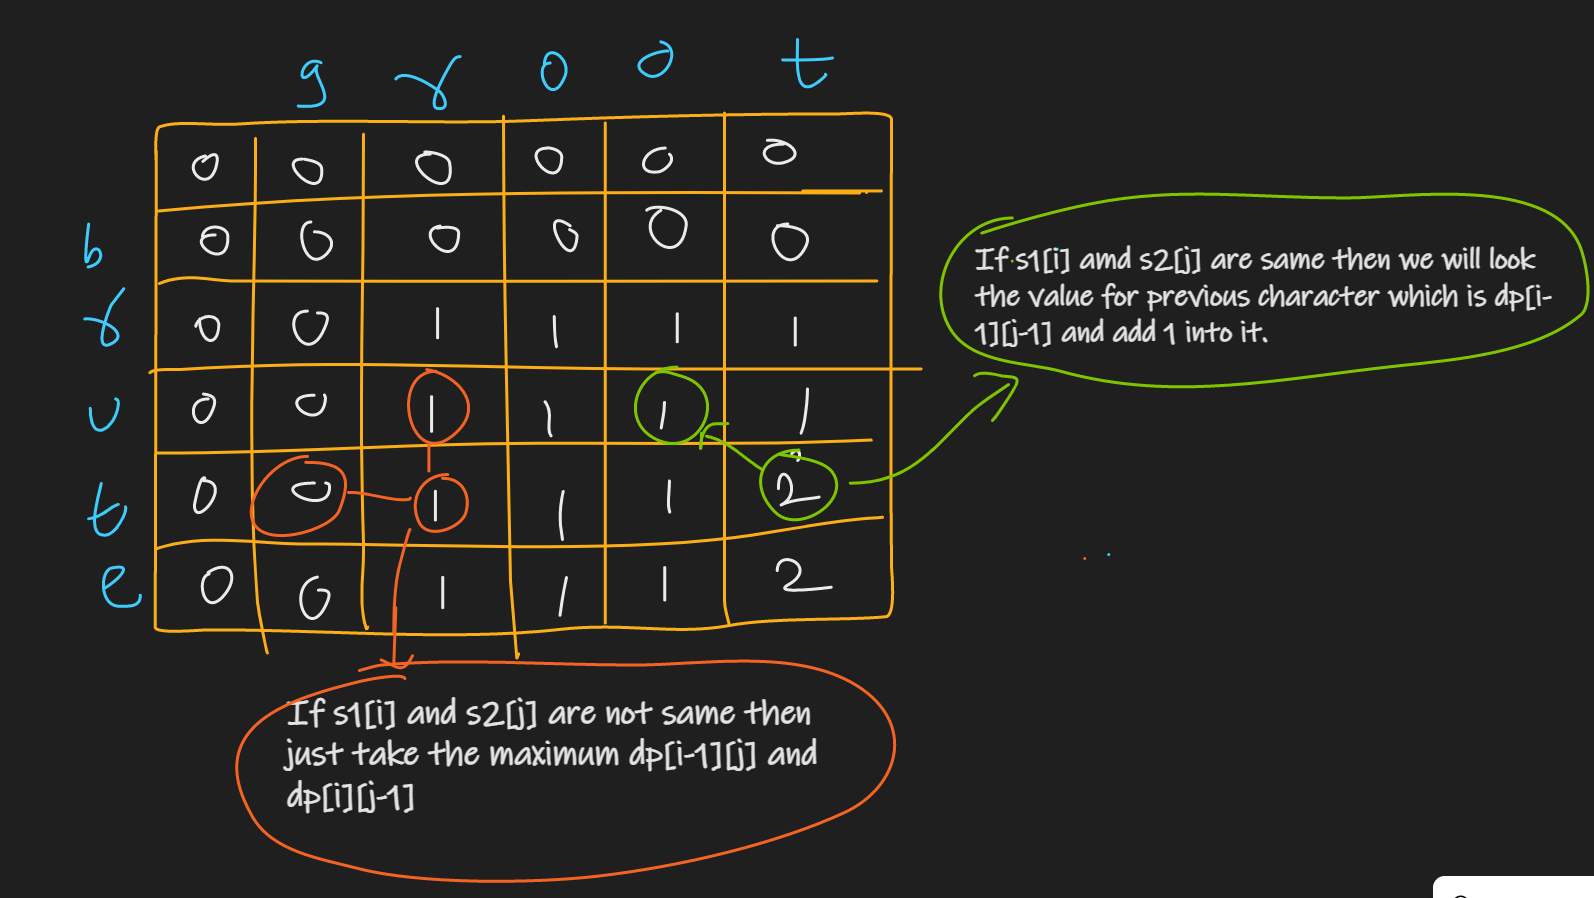 g r o o t
0 0 0 0 0 0
b 0 0 0 0 0 0
r 0 0 1 1 1 1
u 0 0 1 1 1 1
t 0 0 1 1 1 2
e 0 0 1 1 1 2
If s1[i] amd s2[j] are same then we will look
the value for previous character which is dp[i-
1][j-1] and add 1 into it.
If s1[i] and s2[j] are not same then
just take the maximum dp[i-1][j] and
dp[i][j-1]